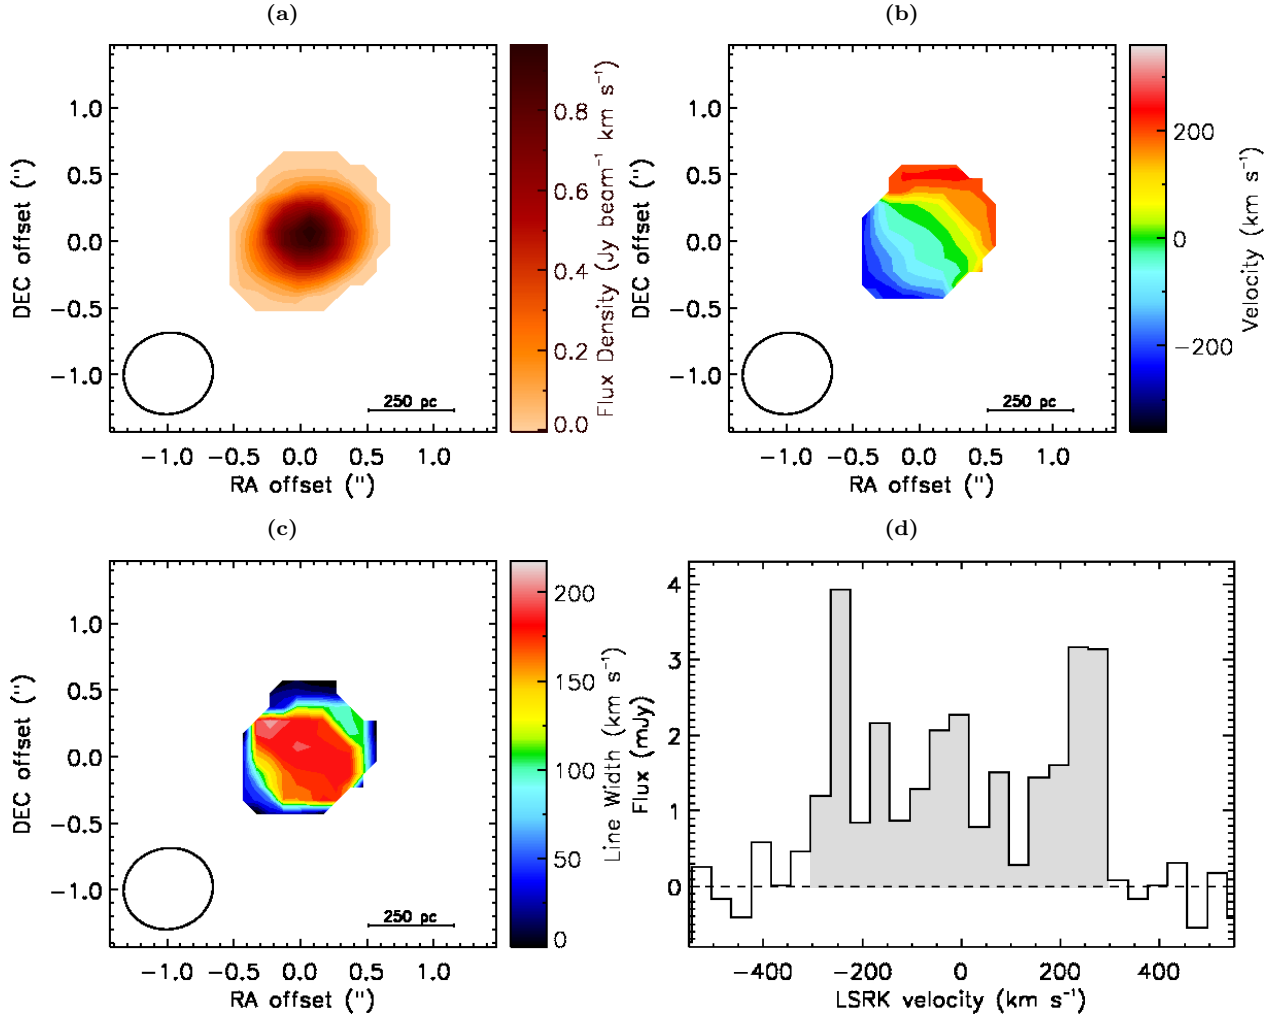 (a)
1.0
0.5
0.0
−0.5
−1.0
DEC offset (")
−1.0 −0.5 0.0 0.5 1.0
RA offset (")
250 pc
0.8
0.6
0.4
0.2
0.0
Flux Density (Jy beam⁻¹ km s⁻¹)
(b)
1.0
0.5
0.0
−0.5
−1.0
DEC offset (")
−1.0 −0.5 0.0 0.5 1.0
RA offset (")
250 pc
200
0
−200
Velocity (km s⁻¹)
(c)
1.0
0.5
0.0
−0.5
−1.0
DEC offset (")
−1.0 −0.5 0.0 0.5 1.0
RA offset (")
250 pc
200
150
100
50
0
Line Width (km s⁻¹)
(d)
4
3
2
1
0
Flux (mJy)
−400 −200 0 200 400
LSRK velocity (km s⁻¹)